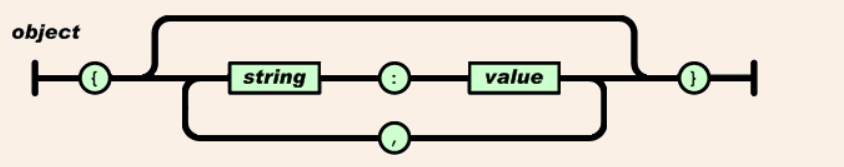 object
{ string : value }
,